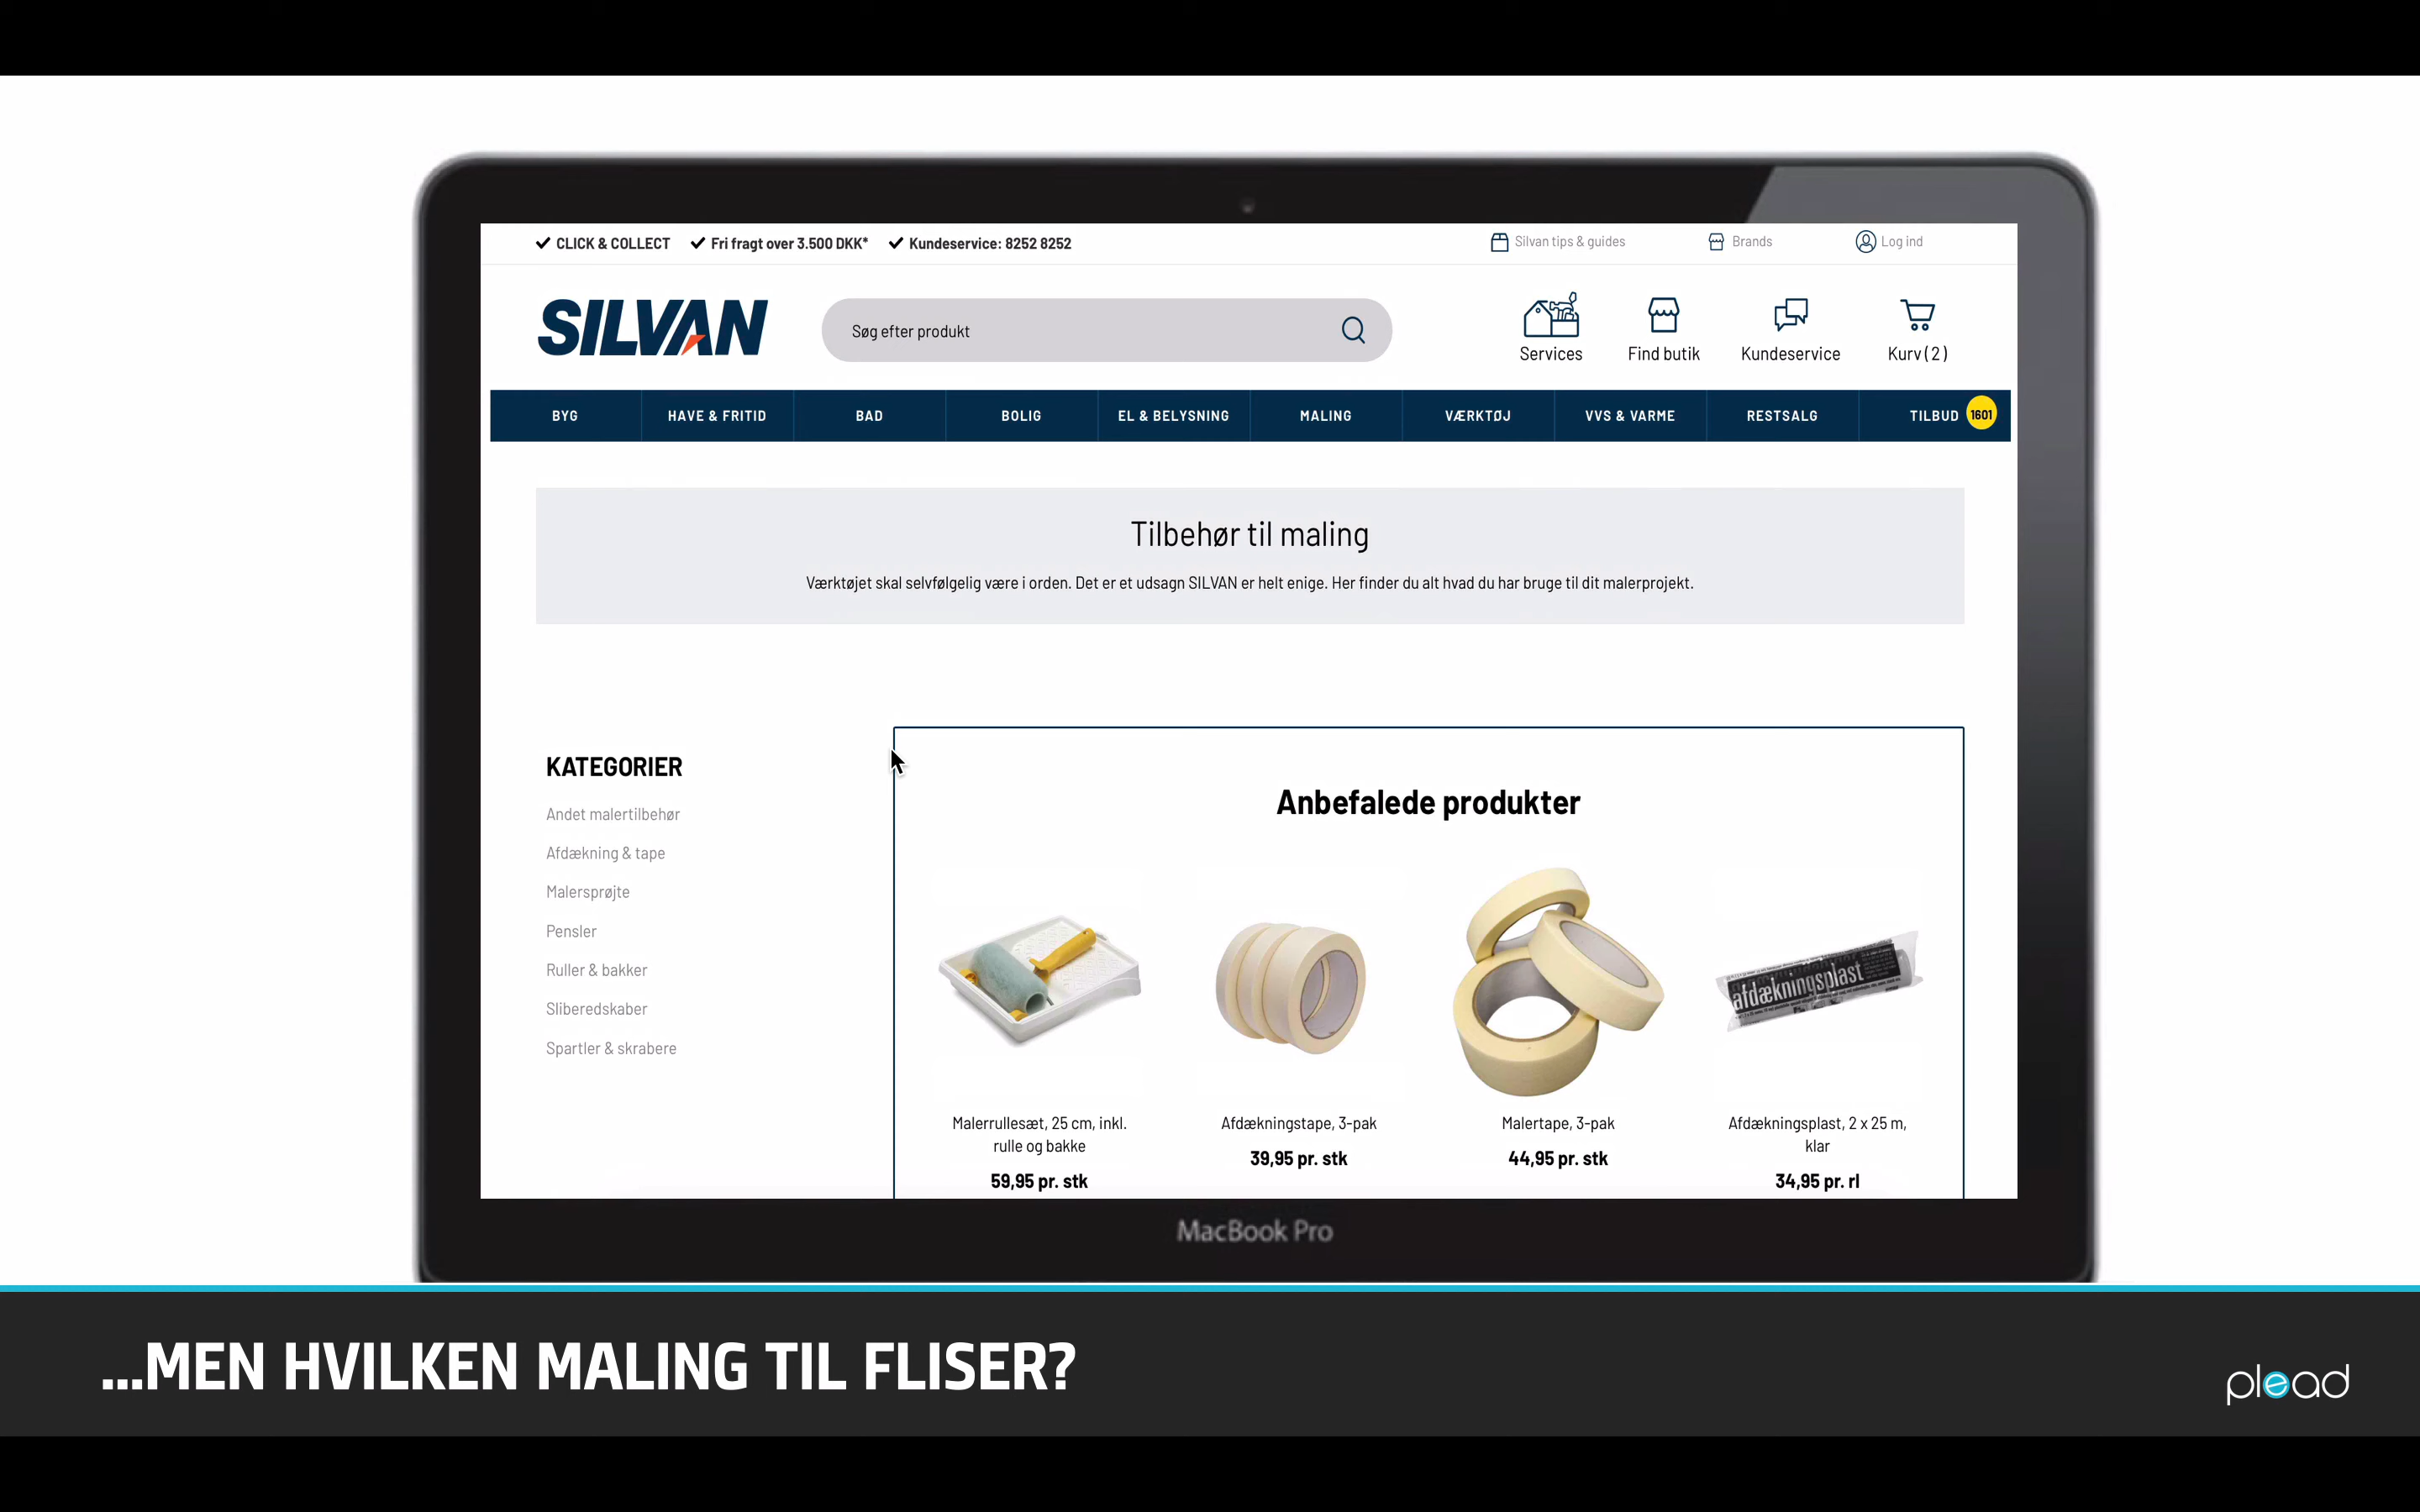 CLICK & COLLECT Fri fragt over 3.500 DKK* Kundeservice: 8252 8252 Silvan tips & guides Brands Log ind
SILVAN Søg efter produkt
Services Find butik Kundeservice Kurv ( 2 )
BYG HAVE & FRITID BAD BOLIG EL & BELYSNING MALING VÆRKTØJ VVS & VARME RESTSALG TILBUD 1601
Tilbehør til maling
Værktøjet skal selvfølgelig være i orden. Det er et udsagn SILVAN er helt enige. Her finder du alt hvad du har bruge til dit malerprojekt.
KATEGORIER
Andet malertilbehør
Afdækning & tape
Malersprøjte
Pensler
Ruller & bakker
Sliberedskaber
Spartler & skrabere
Anbefalede produkter
afdækningsplast
Malerrullesæt, 25 cm, inkl.
rulle og bakke
59,95 pr. stk
Afdækningstape, 3-pak
39,95 pr. stk
Malertape, 3-pak
44,95 pr. stk
Afdækningsplast, 2 x 25 m,
klar
34,95 pr. rl
MacBook Pro
...MEN HVILKEN MALING TIL FLISER?
plead